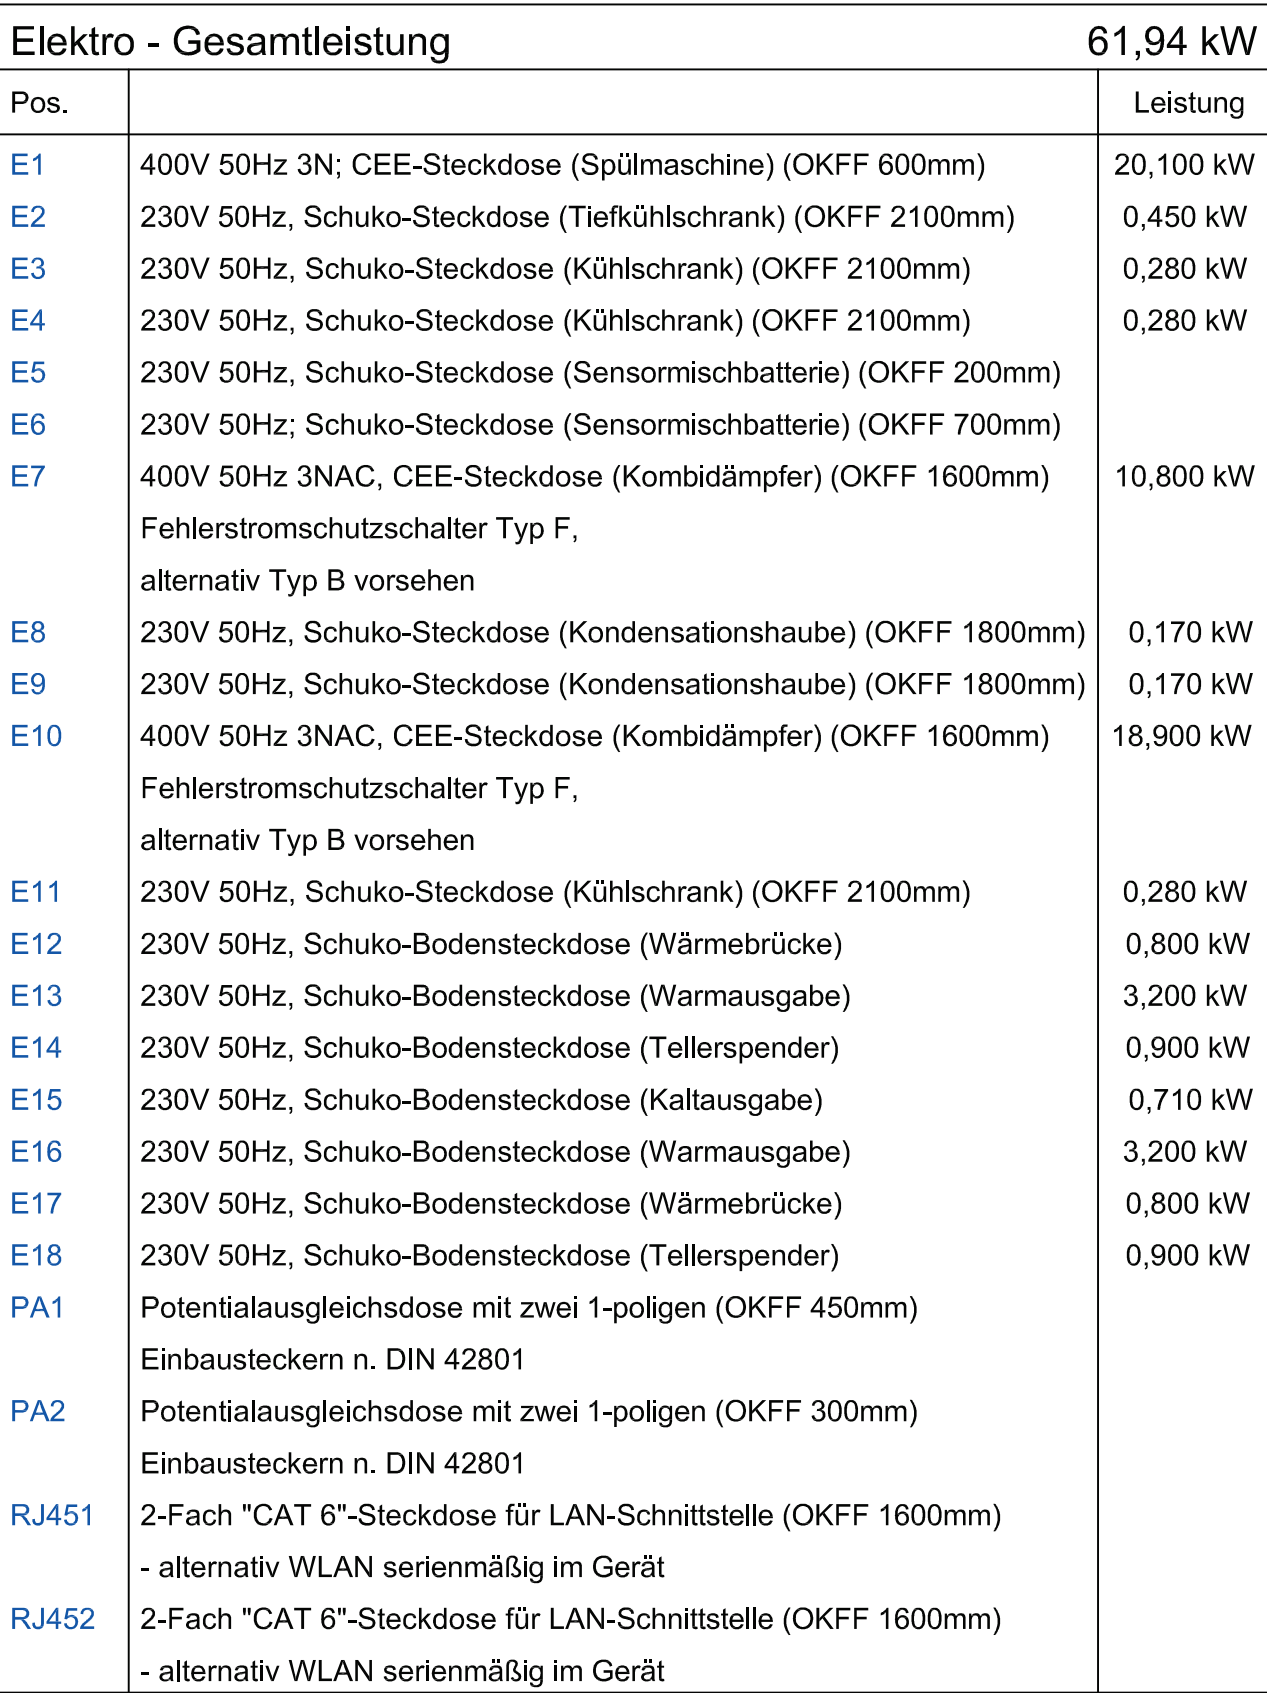 Elektro - Gesamtleistung 61,94 kW
Pos. Leistung
E1 400V 50Hz 3N; CEE-Steckdose (Spülmaschine) (OKFF 600mm) 20,100 kW
E2 230V 50Hz, Schuko-Steckdose (Tiefkühlschrank) (OKFF 2100mm) 0,450 kW
E3 230V 50Hz, Schuko-Steckdose (Kühlschrank) (OKFF 2100mm) 0,280 kW
E4 230V 50Hz, Schuko-Steckdose (Kühlschrank) (OKFF 2100mm) 0,280 kW
E5 230V 50Hz, Schuko-Steckdose (Sensormischbatterie) (OKFF 200mm)
E6 230V 50Hz; Schuko-Steckdose (Sensormischbatterie) (OKFF 700mm)
E7 400V 50Hz 3NAC, CEE-Steckdose (Kombidämpfer) (OKFF 1600mm) 10,800 kW
Fehlerstromschutzschalter Typ F,
alternativ Typ B vorsehen
E8 230V 50Hz, Schuko-Steckdose (Kondensationshaube) (OKFF 1800mm) 0,170 kW
E9 230V 50Hz, Schuko-Steckdose (Kondensationshaube) (OKFF 1800mm) 0,170 kW
E10 400V 50Hz 3NAC, CEE-Steckdose (Kombidämpfer) (OKFF 1600mm) 18,900 kW
Fehlerstromschutzschalter Typ F,
alternativ Typ B vorsehen
E11 230V 50Hz, Schuko-Steckdose (Kühlschrank) (OKFF 2100mm) 0,280 kW
E12 230V 50Hz, Schuko-Bodensteckdose (Wärmebrücke) 0,800 kW
E13 230V 50Hz, Schuko-Bodensteckdose (Warmausgabe) 3,200 kW
E14 230V 50Hz, Schuko-Bodensteckdose (Tellerspender) 0,900 kW
E15 230V 50Hz, Schuko-Bodensteckdose (Kaltausgabe) 0,710 kW
E16 230V 50Hz, Schuko-Bodensteckdose (Warmausgabe) 3,200 kW
E17 230V 50Hz, Schuko-Bodensteckdose (Wärmebrücke) 0,800 kW
E18 230V 50Hz, Schuko-Bodensteckdose (Tellerspender) 0,900 kW
PA1 Potentialausgleichsdose mit zwei 1-poligen (OKFF 450mm)
Einbausteckern n. DIN 42801
PA2 Potentialausgleichsdose mit zwei 1-poligen (OKFF 300mm)
Einbausteckern n. DIN 42801
RJ451 2-Fach "CAT 6"-Steckdose für LAN-Schnittstelle (OKFF 1600mm)
- alternativ WLAN serienmäßig im Gerät
RJ452 2-Fach "CAT 6"-Steckdose für LAN-Schnittstelle (OKFF 1600mm)
- alternativ WLAN serienmäßig im Gerät